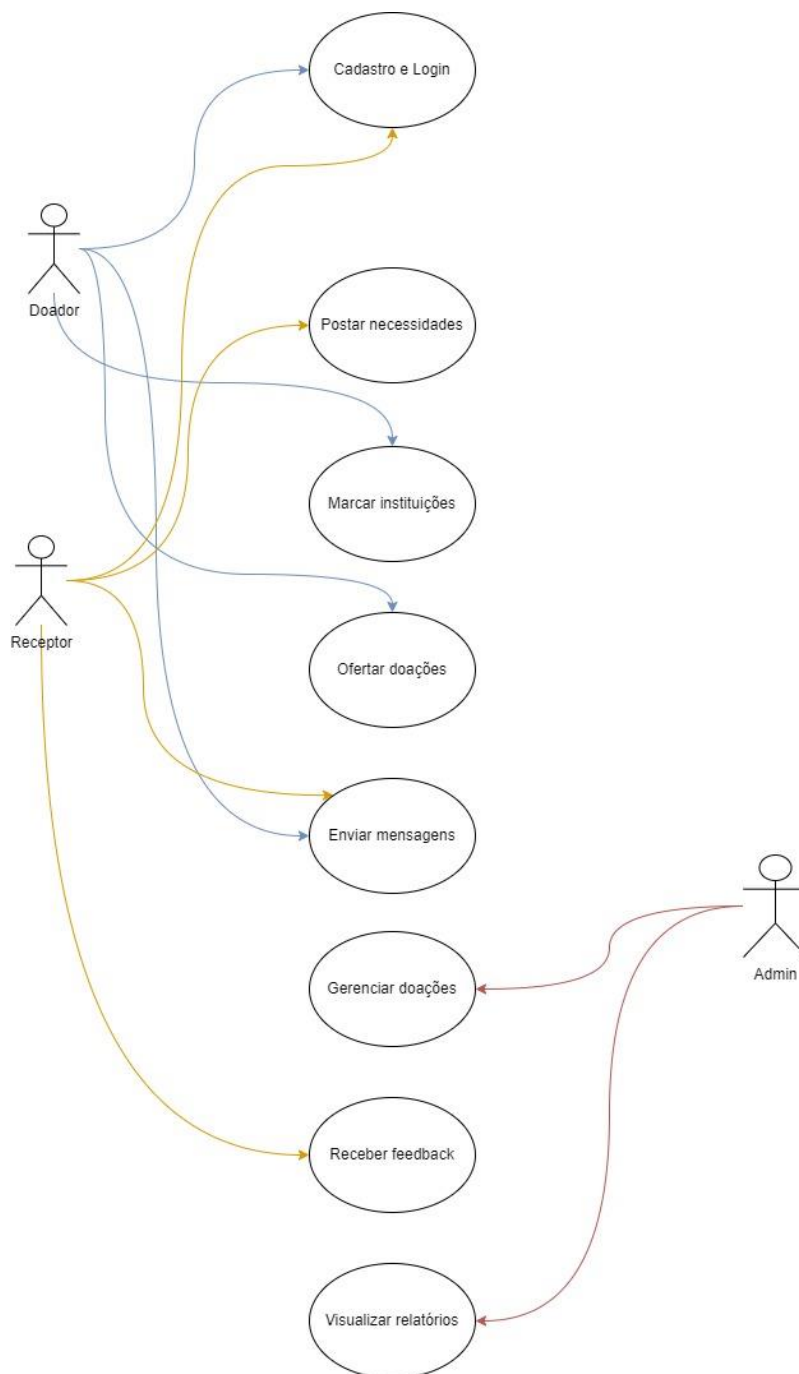 Cadastro e Login
Doador
Postar necessidades
Marcar instituições
Receptor
Ofertar doações
Enviar mensagens
Gerenciar doações
Admin
Receber feedback
Visualizar relatórios